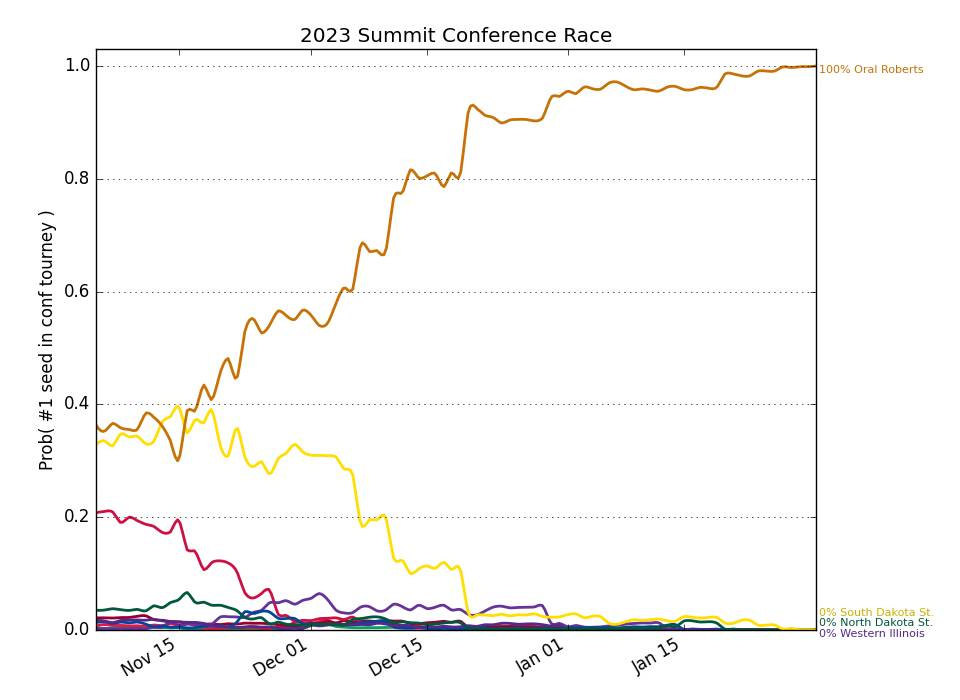 2023 Summit Conference Race
Prob( #1 seed in conf tourney )
1.0
0.8
0.6
0.4
0.2
0.0
Nov 15
Dec 01
Dec 15
Jan 01
Jan 15
100% Oral Roberts
0% South Dakota St.
0% North Dakota St.
0% Western Illinois